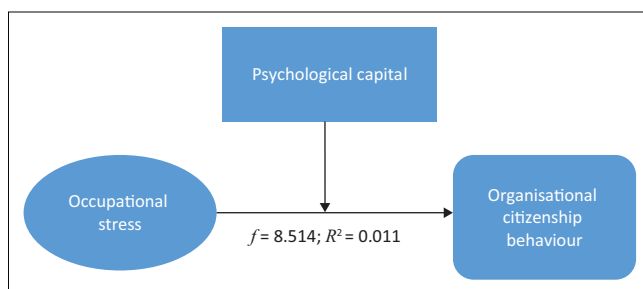 Psychological capital
Occupational
stress
Organisational
citizenship
behaviour
f = 8.514; R² = 0.011